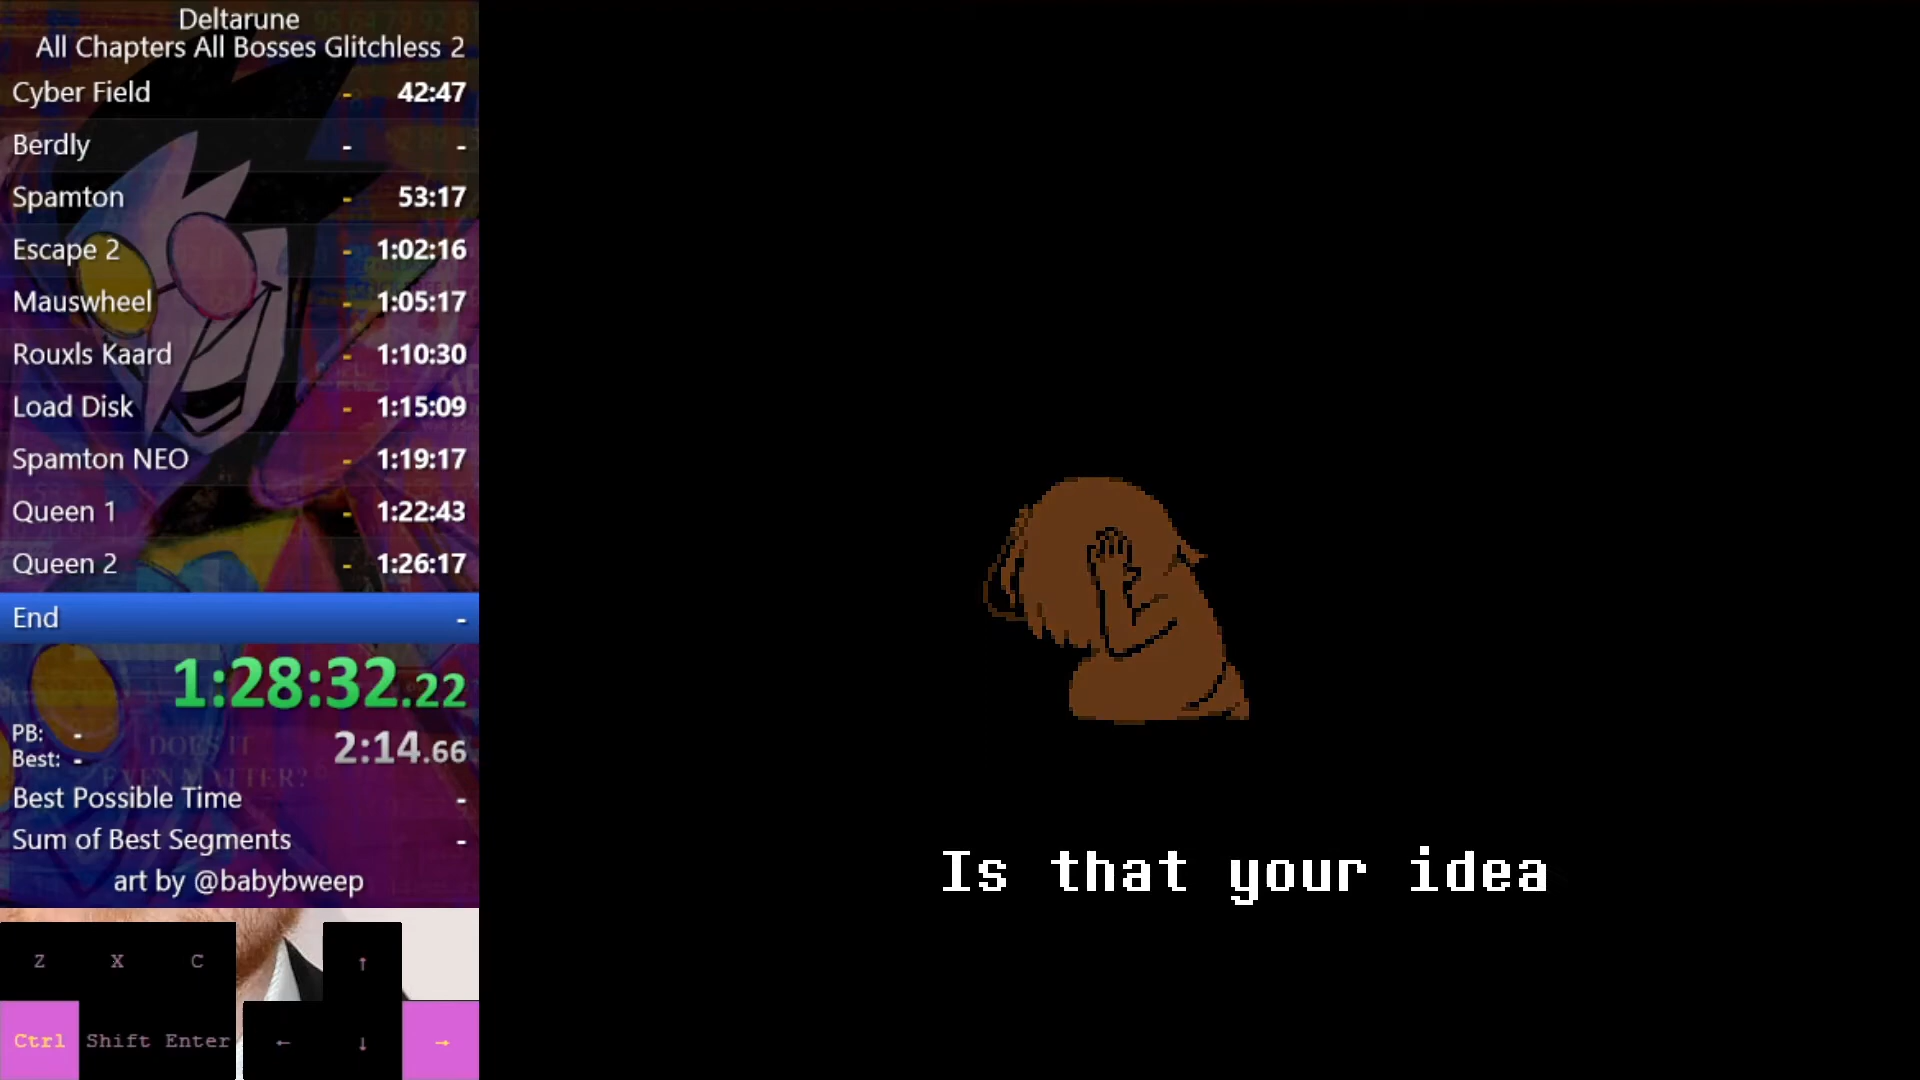 Deltarune
All Chapters All Bosses Glitchless 2
Cyber Field - 42:47
Berdly - -
Spamton - 53:17
Escape 2 - 1:02:16
Mauswheel - 1:05:17
Rouxls Kaard - 1:10:30
Load Disk - 1:15:09
Spamton NEO - 1:19:17
Queen 1 - 1:22:43
Queen 2 - 1:26:17
End -
1:28:32.22
PB: - 2:14.66
Best: -
DOES IT
EVEN MATTER?
Best Possible Time -
Sum of Best Segments -
art by @babybweep
Z X C ↑
Ctrl Shift Enter ← ↓ →
Is that your idea